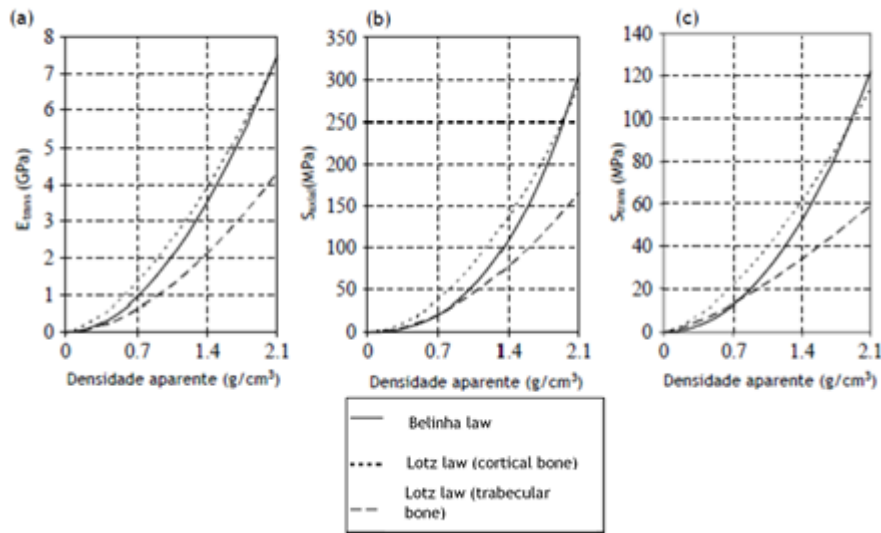 (a)
8
7
6
5
4
3
2
1
0
E trans (GPa)
0 0.7 1.4 2.1
Densidade aparente (g/cm³)
(b)
350
300
250
200
150
100
50
0
S axial (MPa)
0 0.7 1.4 2.1
Densidade aparente (g/cm³)
(c)
140
120
100
80
60
40
20
0
S trans (MPa)
0 0.7 1.4 2.1
Densidade aparente (g/cm³)
Belinha law
Lotz law (cortical bone)
Lotz law (trabecular
bone)